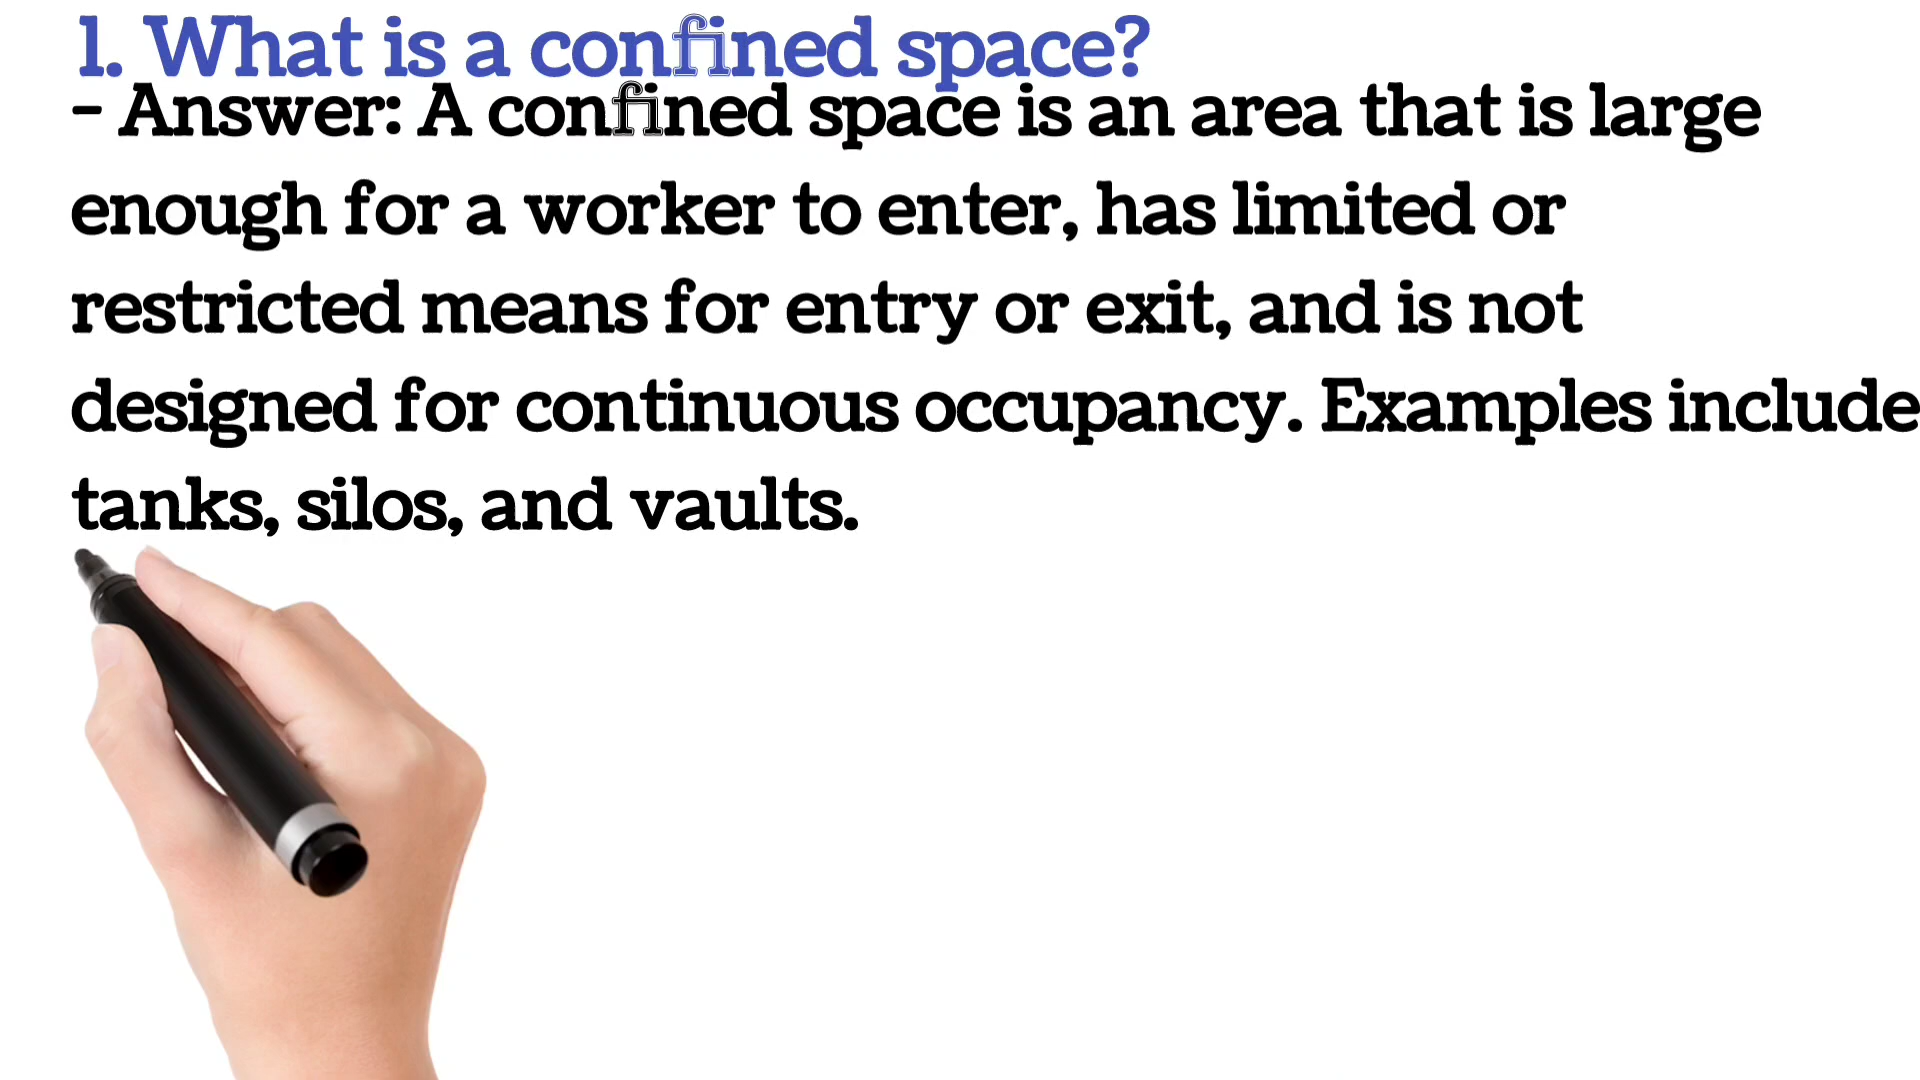 1. What is a confined space?
- Answer: A confined space is an area that is large
enough for a worker to enter, has limited or
restricted means for entry or exit, and is not
designed for continuous occupancy. Examples include
tanks, silos, and vaults.